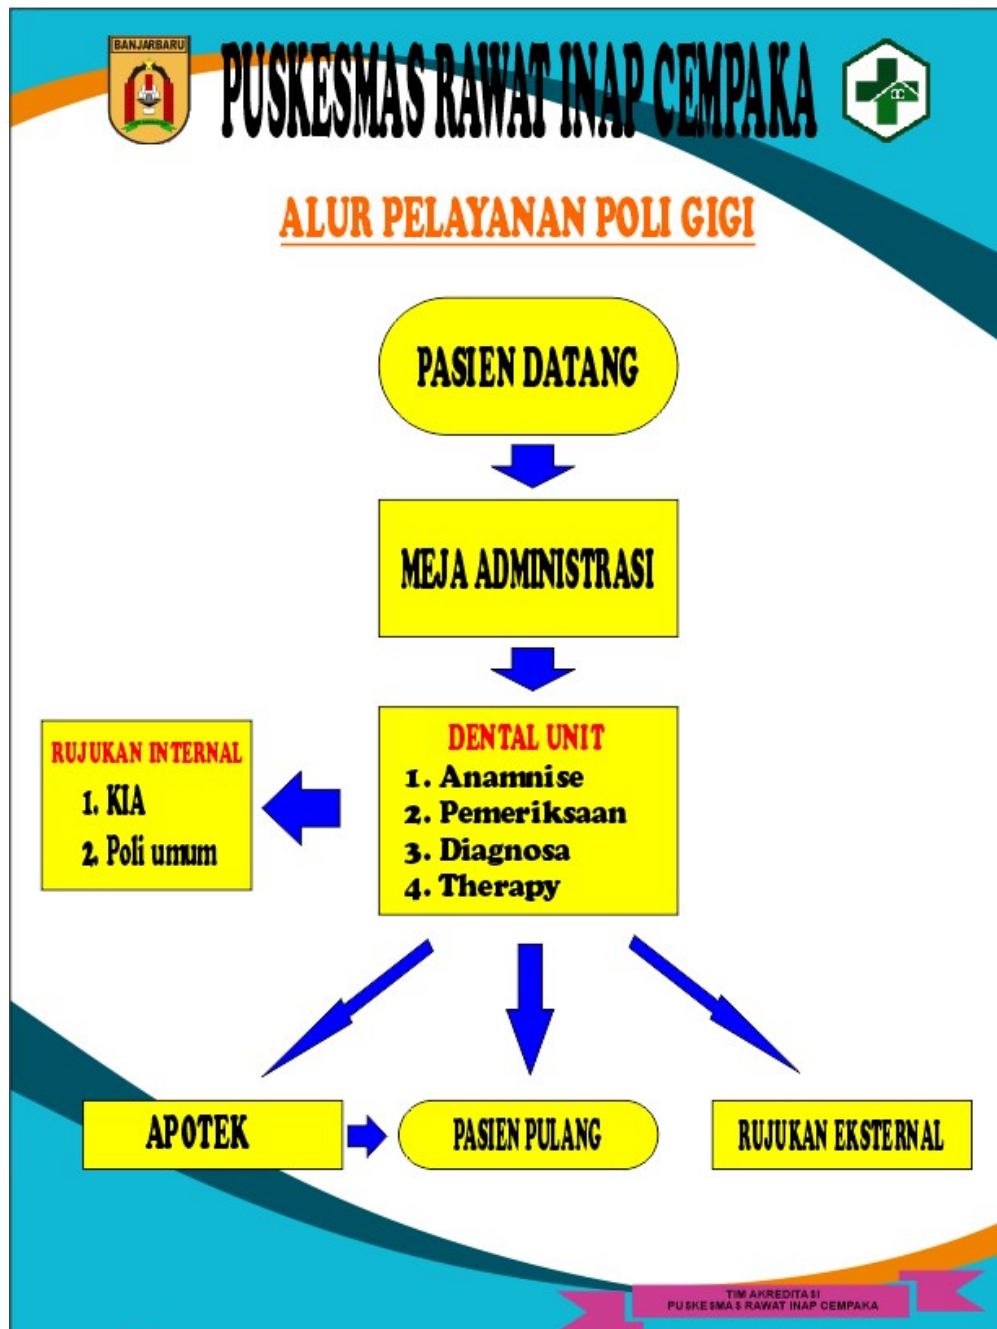 BANJARBARU
PUSKESMAS RAWAT INAP CEMPAKA
ALUR PELAYANAN POLI GIGI
PASIEN DATANG
MEJA ADMINISTRASI
RUJUKAN INTERNAL
1. KIA
2. Poli umum
DENTAL UNIT
1. Anamnise
2. Pemeriksaan
3. Diagnosa
4. Therapy
APOTEK
PASIEN PULANG
RUJUKAN EKSTERNAL
TIM AKREDITASI
PUSKESMAS RAWAT INAP CEMPAKA